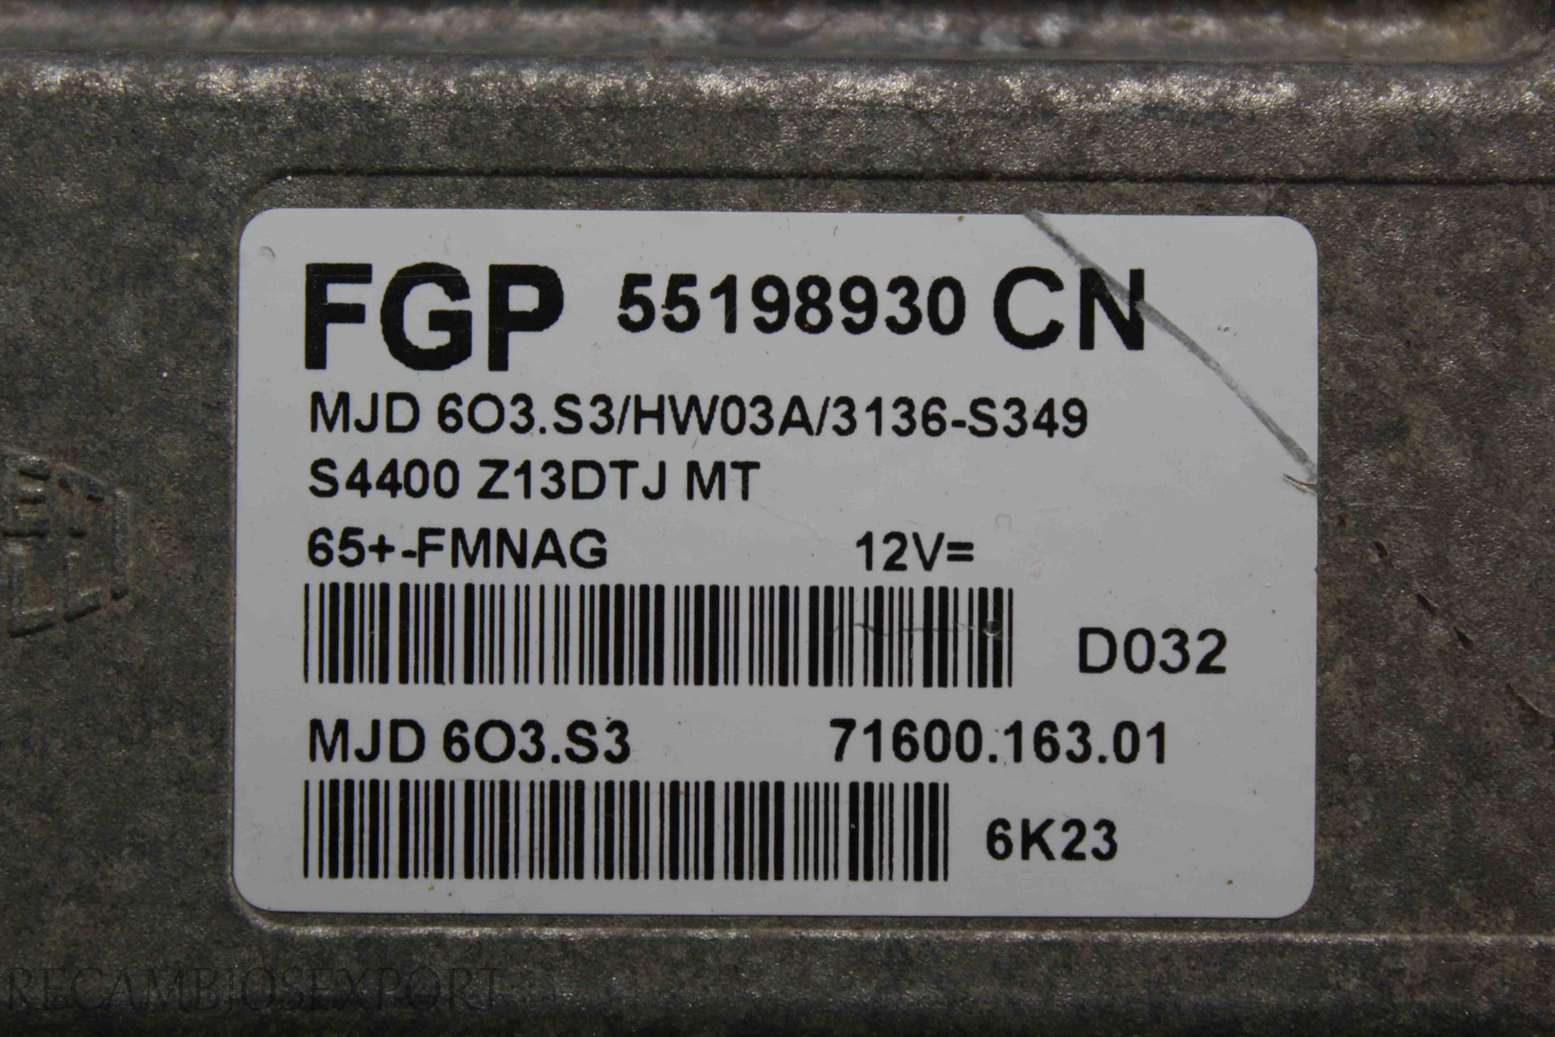 FGP 55198930 CN
MJD 6O3.S3/HW03A/3136-S349
S4400 Z13DTJ MT
65+-FMNAG 12V=
D032
MJD 6O3.S3 71600.163.01
6K23
RECAMBIOSEXPORT